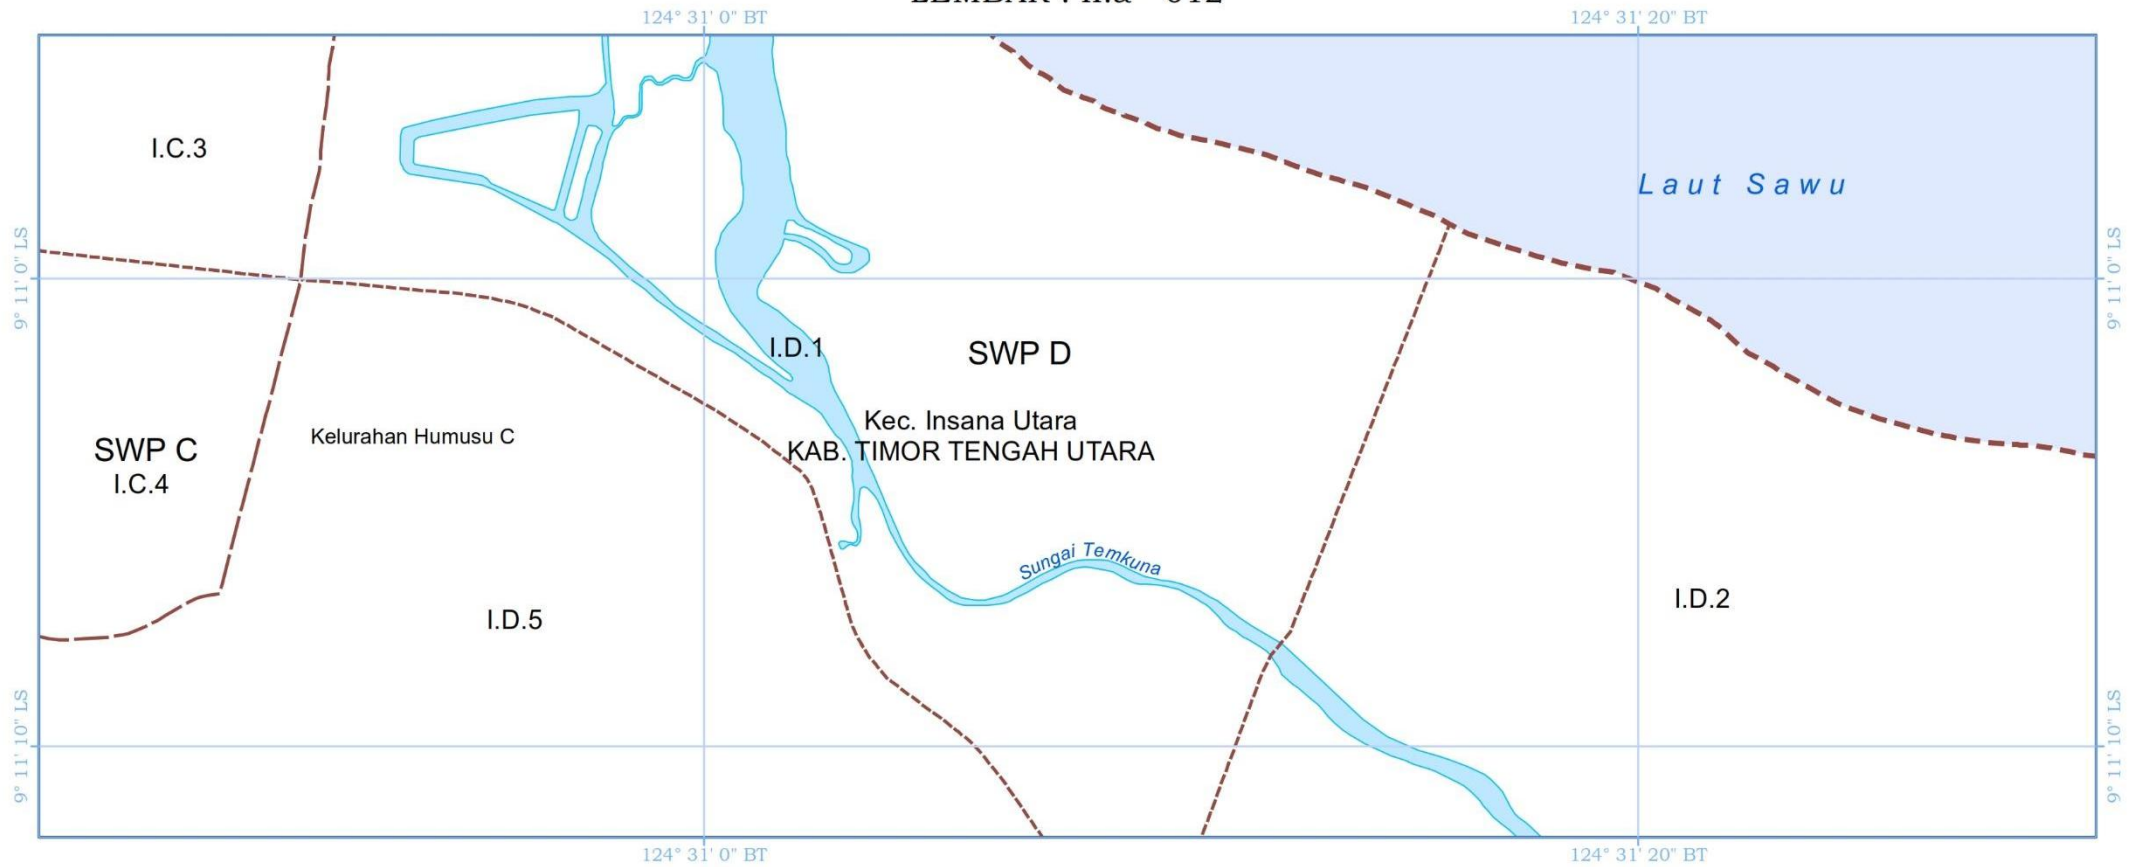 124° 31' 0" BT
124° 31' 20" BT
I.C.3
Laut Sawu
9° 11' 0" LS
9° 11' 0" LS
I.D.1
SWP D
Kec. Insana Utara
Kelurahan Humusu C
SWP C
KAB. TIMOR TENGAH UTARA
I.C.4
Sungai Temkuna
I.D.2
I.D.5
9° 11' 10" LS
9° 11' 10" LS
124° 31' 0" BT
124° 31' 20" BT